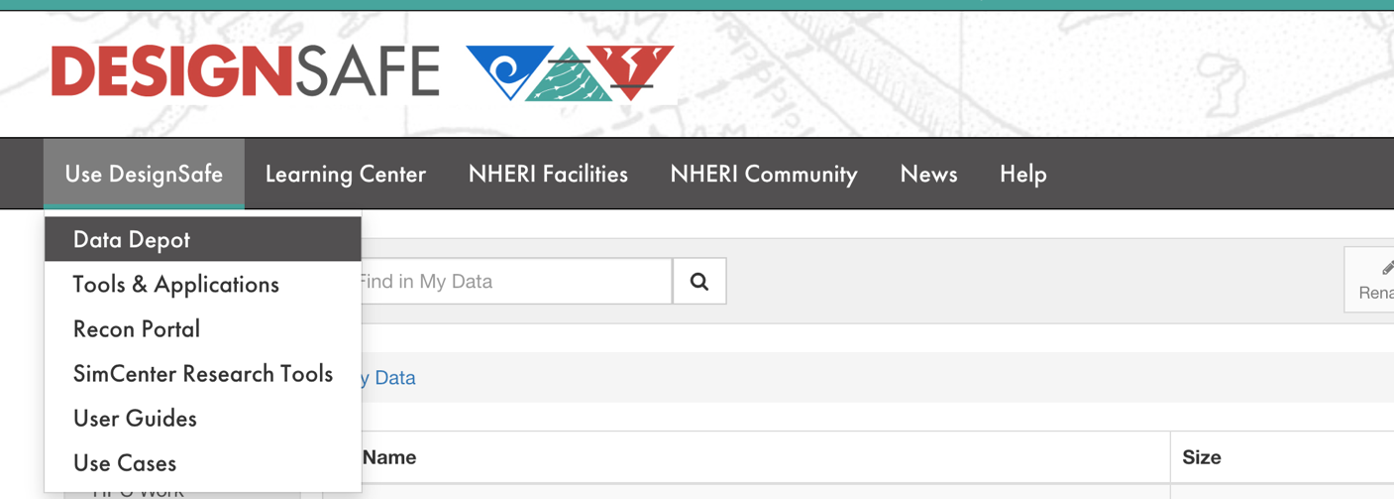 DESIGNSAFE
Use DesignSafe Learning Center NHERI Facilities NHERI Community News Help
Data Depot
Find in My Data
Tools & Applications
Rena
Recon Portal
SimCenter Research Tools
y Data
User Guides
Name Size
Use Cases
HPC Work